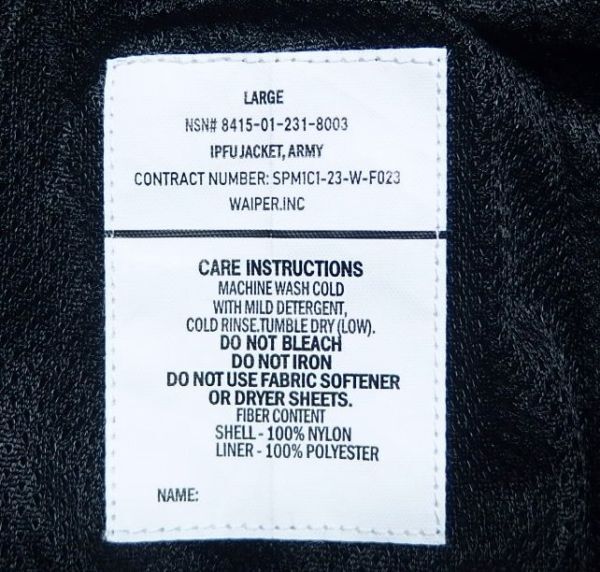 LARGE
NSN# 8415-01-231-8003
IPFU JACKET, ARMY
CONTRACT NUMBER: SPM1C1-23-W-F023
WAIPER.INC
CARE INSTRUCTIONS
MACHINE WASH COLD
WITH MILD DETERGENT,
COLD RINSE.TUMBLE DRY (LOW).
DO NOT BLEACH
DO NOT IRON
DO NOT USE FABRIC SOFTENER
OR DRYER SHEETS.
FIBER CONTENT
SHELL - 100% NYLON
LINER - 100% POLYESTER
NAME: